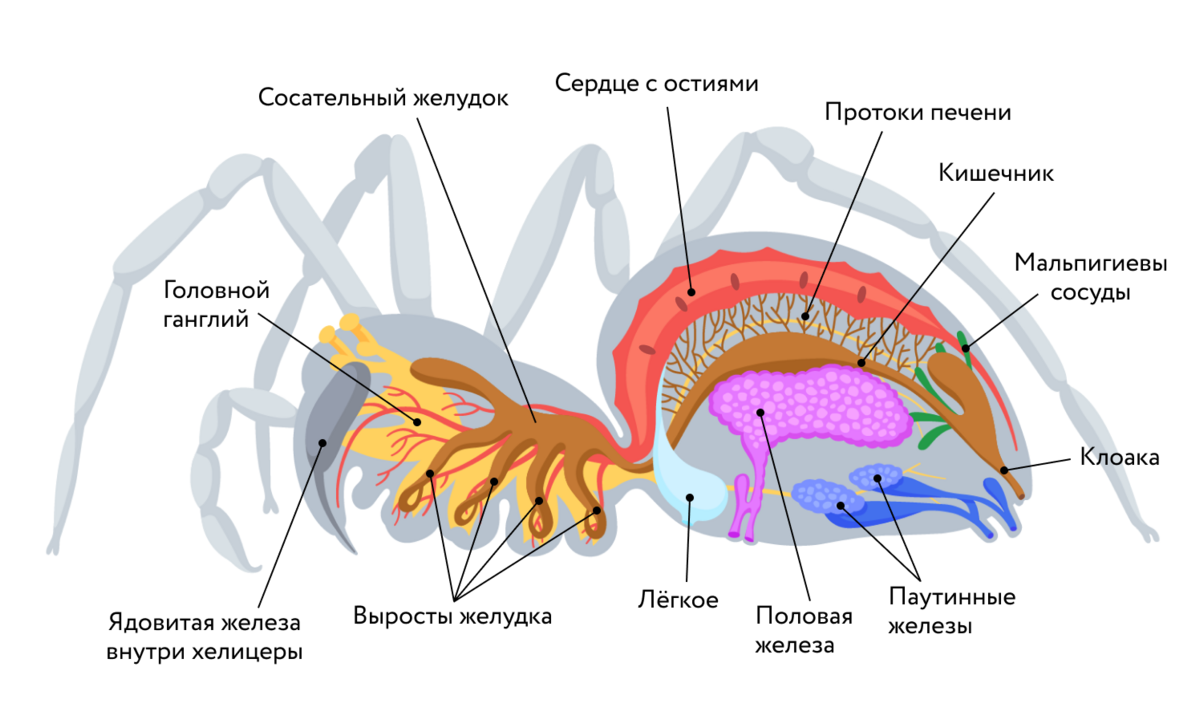 Сердце с остиями
Сосательный желудок
Протоки печени
Кишечник
Мальпигиевы
сосуды
Головной
ганглий
Клоака
Ядовитая железа
внутри хелицеры
Выросты желудка
Лёгкое
Половая
железа
Паутинные
железы